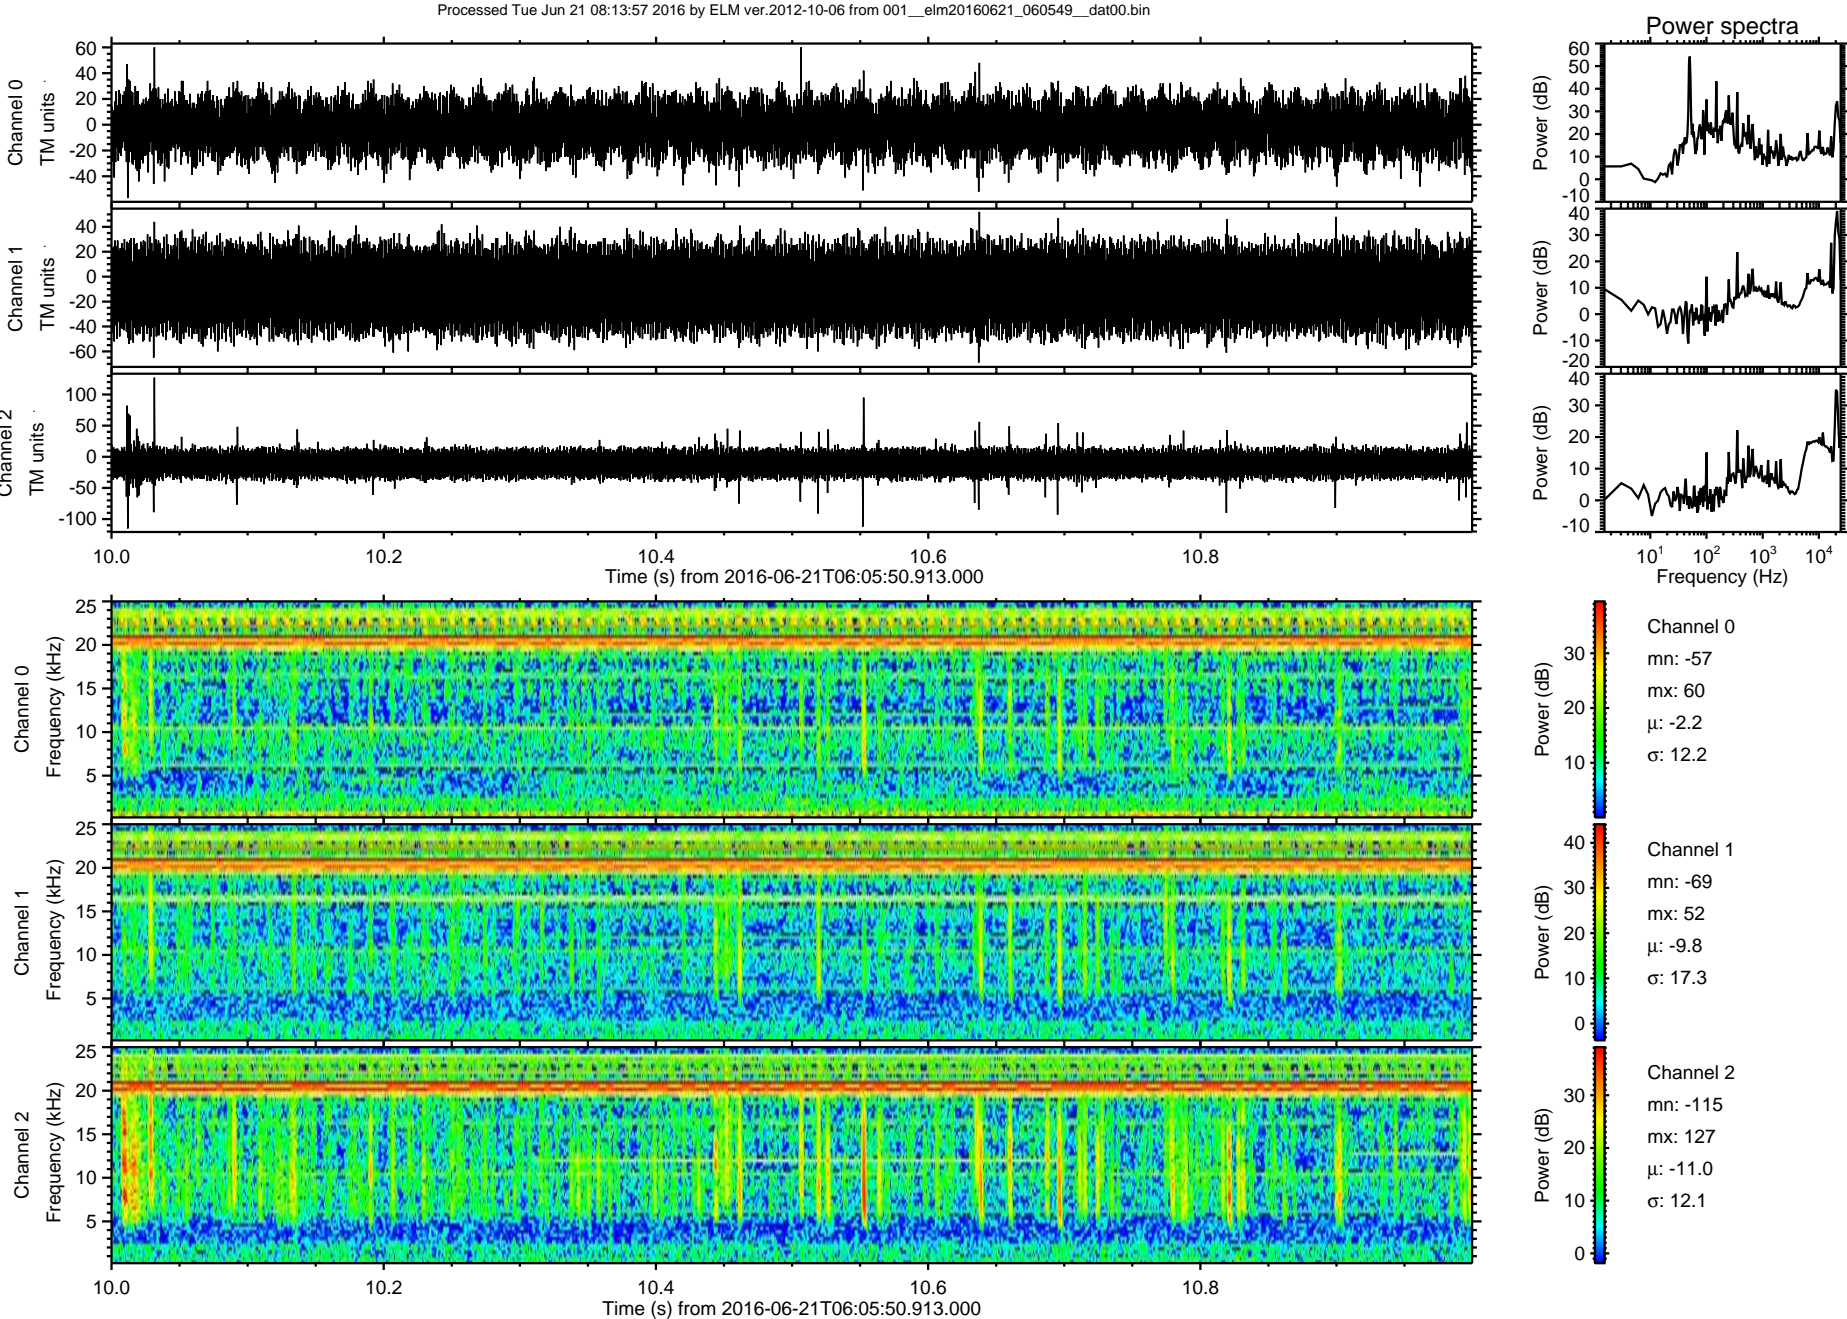 Processed Tue Jun 21 08:13:57 2016 by ELM ver.2012-10-06 from 001__elm20160621_060549__dat00.bin
Power spectra
Channel 0
TM units
60
40
20
0
-20
-40
Power (dB)
60
50
40
30
20
10
0
-10
Channel 1
TM units
40
20
0
-20
-40
-60
Power (dB)
40
30
20
10
0
-10
-20
Channel 2
TM units
100
50
0
-50
-100
Power (dB)
40
30
20
10
0
-10
10.0 10.2 10.4 10.6 10.8
Time (s) from 2016-06-21T06:05:50.913.000
10¹ 10² 10³ 10⁴
Frequency (Hz)
Channel 0
Frequency (kHz)
25
20
15
10
5
Power (dB)
30
20
10
Channel 0
mn: -57
mx: 60
μ: -2.2
σ: 12.2
Channel 1
Frequency (kHz)
25
20
15
10
5
Power (dB)
40
30
20
10
0
Channel 1
mn: -69
mx: 52
μ: -9.8
σ: 17.3
Channel 2
Frequency (kHz)
25
20
15
10
5
Power (dB)
30
20
10
0
Channel 2
mn: -115
mx: 127
μ: -11.0
σ: 12.1
10.0 10.2 10.4 10.6 10.8
Time (s) from 2016-06-21T06:05:50.913.000